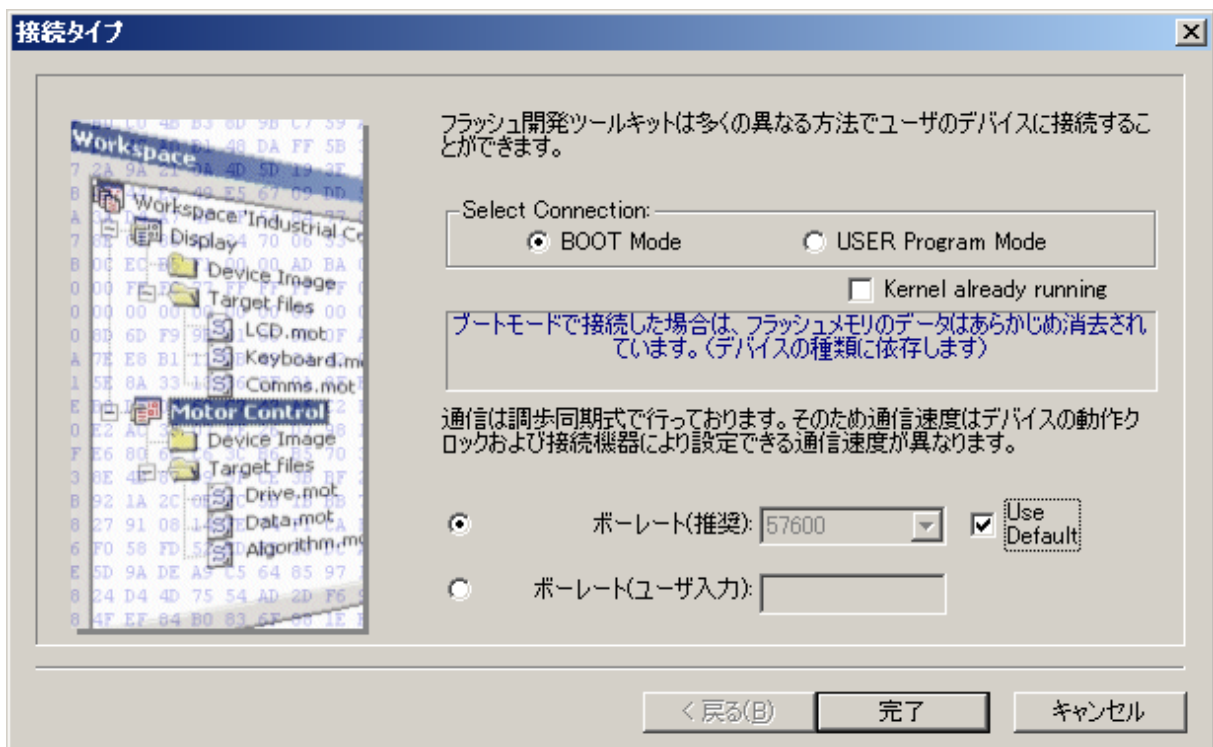 接続タイプ
フラッシュ開発ツールキットは多くの異なる方法でユーザのデバイスに接続するこ
とができます。
Select Connection:
BOOT Mode
USER Program Mode
Kernel already running
ブートモードで接続した場合は、フラッシュメモリのデータはあらかじめ消去され
ています。(デバイスの種類に依存します)
通信は調歩同期式で行っております。そのため通信速度はデバイスの動作ク
ロックおよび接続機器により設定できる通信速度が異なります。
ボーレート(推奨): 57600
Use
Default
ボーレート(ユーザ入力):
Workspace
Workspace 'Industrial Co
Display
Device Image
Target files
LCD.mot
Keyboard.m
Comms.mot
Motor Control
Device Image
Target files
Drive.mot
Data.mot
Algorithm.mo
< 戻る(B)
完了
キャンセル